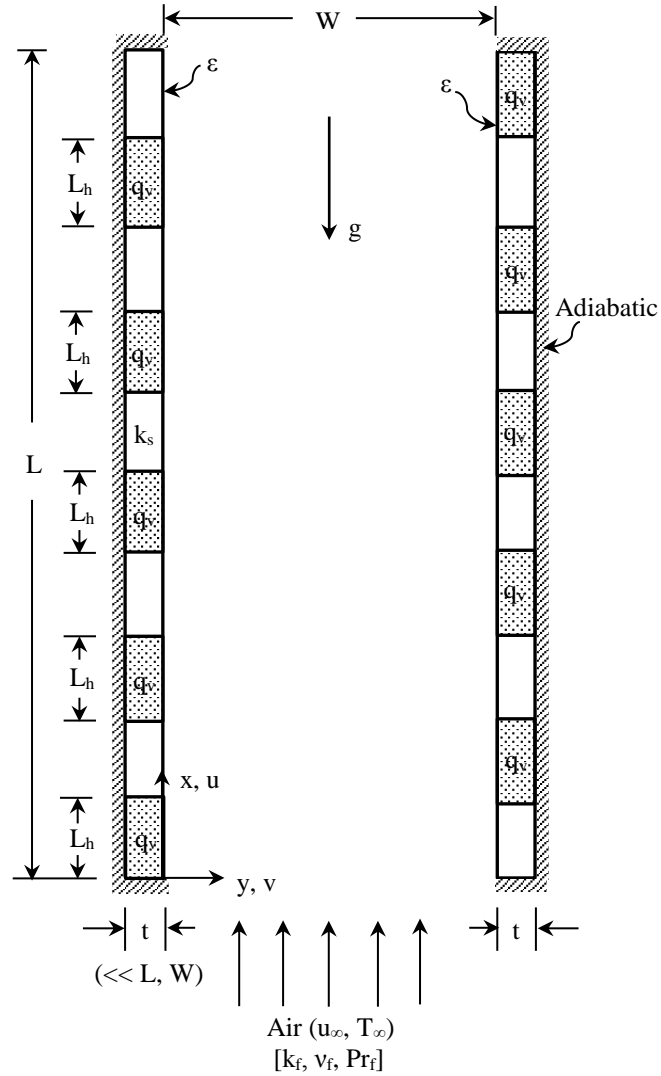 W
ε
ε
q_v
L_h
q_v
g
q_v
Adiabatic
L_h
q_v
k_s
q_v
L
L_h
q_v
q_v
L_h
q_v
x, u
q_v
L_h
q_v
y, v
t
t
(<< L, W)
Air (u_∞, T_∞)
[k_f, ν_f, Pr_f]